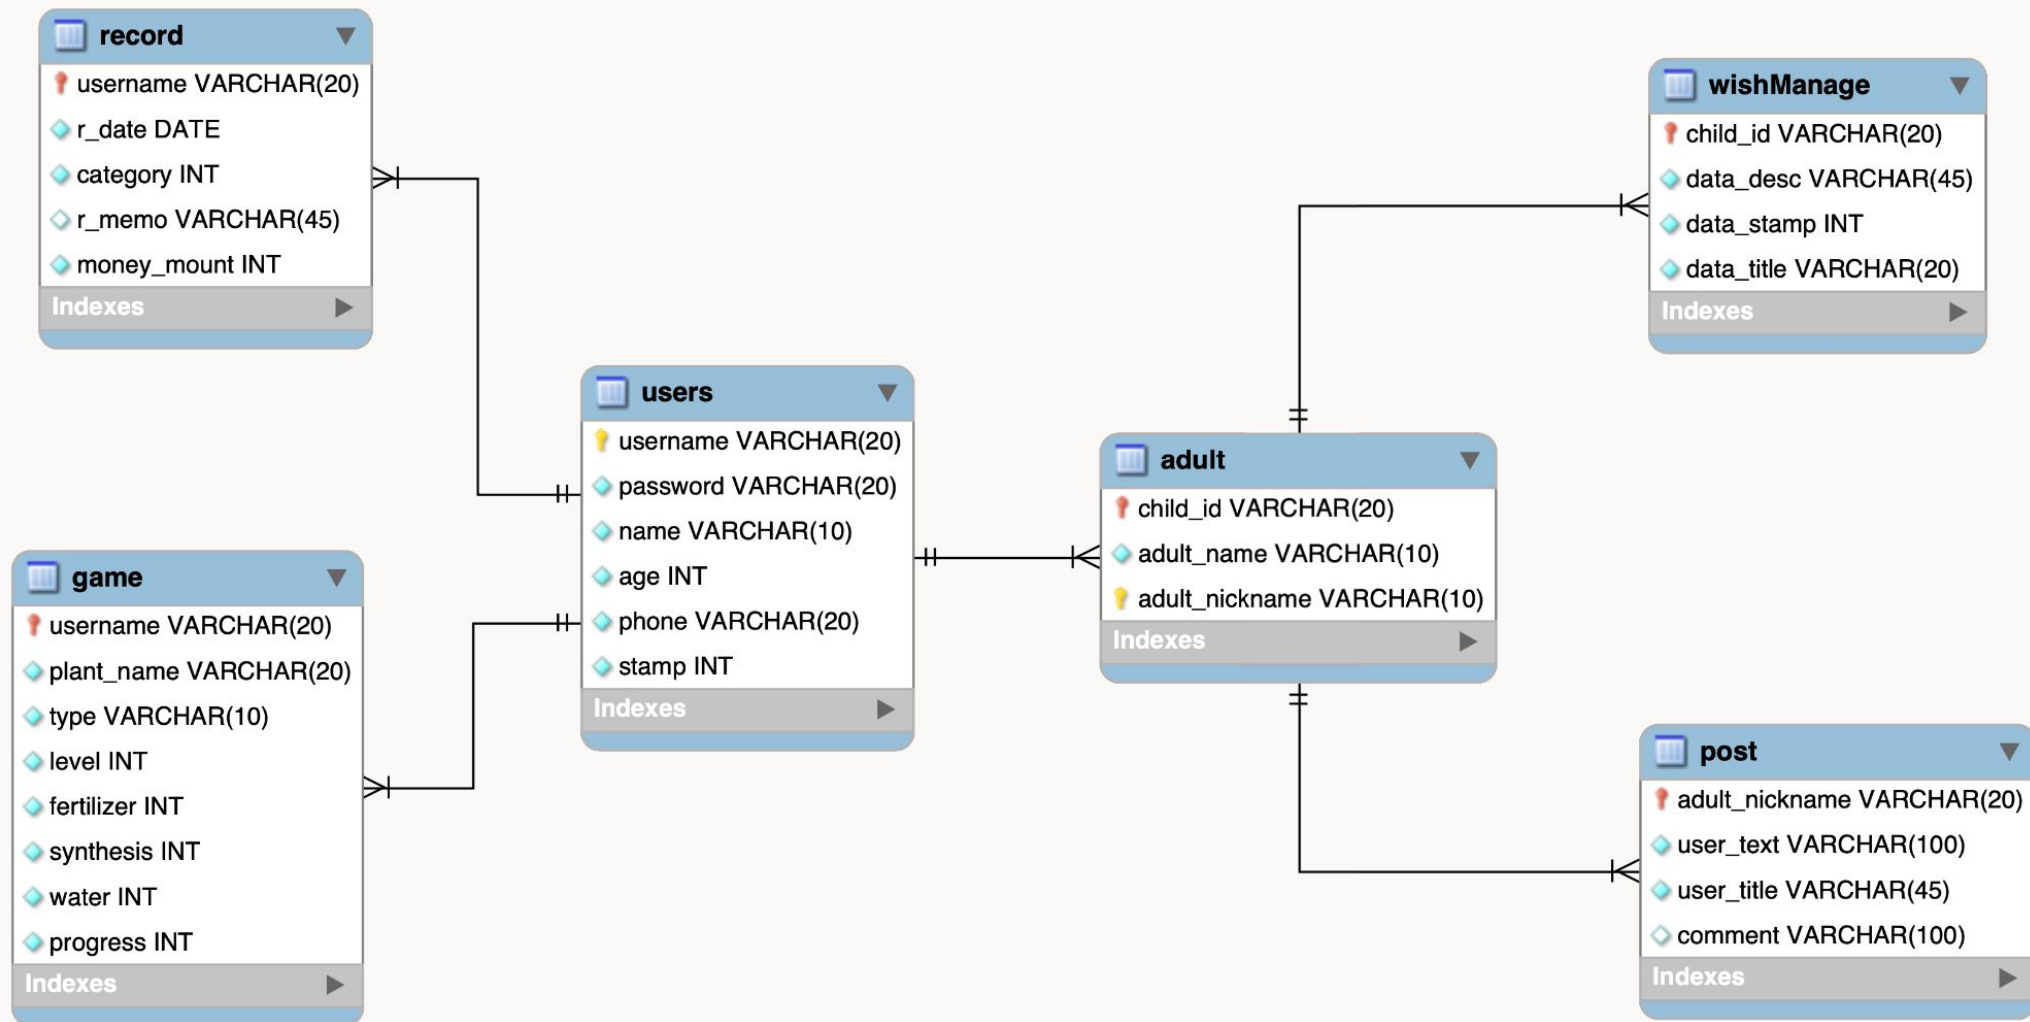 record
username VARCHAR(20)
r_date DATE
category INT
r_memo VARCHAR(45)
money_mount INT
Indexes
game
username VARCHAR(20)
plant_name VARCHAR(20)
type VARCHAR(10)
level INT
fertilizer INT
synthesis INT
water INT
progress INT
Indexes
users
username VARCHAR(20)
password VARCHAR(20)
name VARCHAR(10)
age INT
phone VARCHAR(20)
stamp INT
Indexes
adult
child_id VARCHAR(20)
adult_name VARCHAR(10)
adult_nickname VARCHAR(10)
Indexes
wishManage
child_id VARCHAR(20)
data_desc VARCHAR(45)
data_stamp INT
data_title VARCHAR(20)
Indexes
post
adult_nickname VARCHAR(20)
user_text VARCHAR(100)
user_title VARCHAR(45)
comment VARCHAR(100)
Indexes